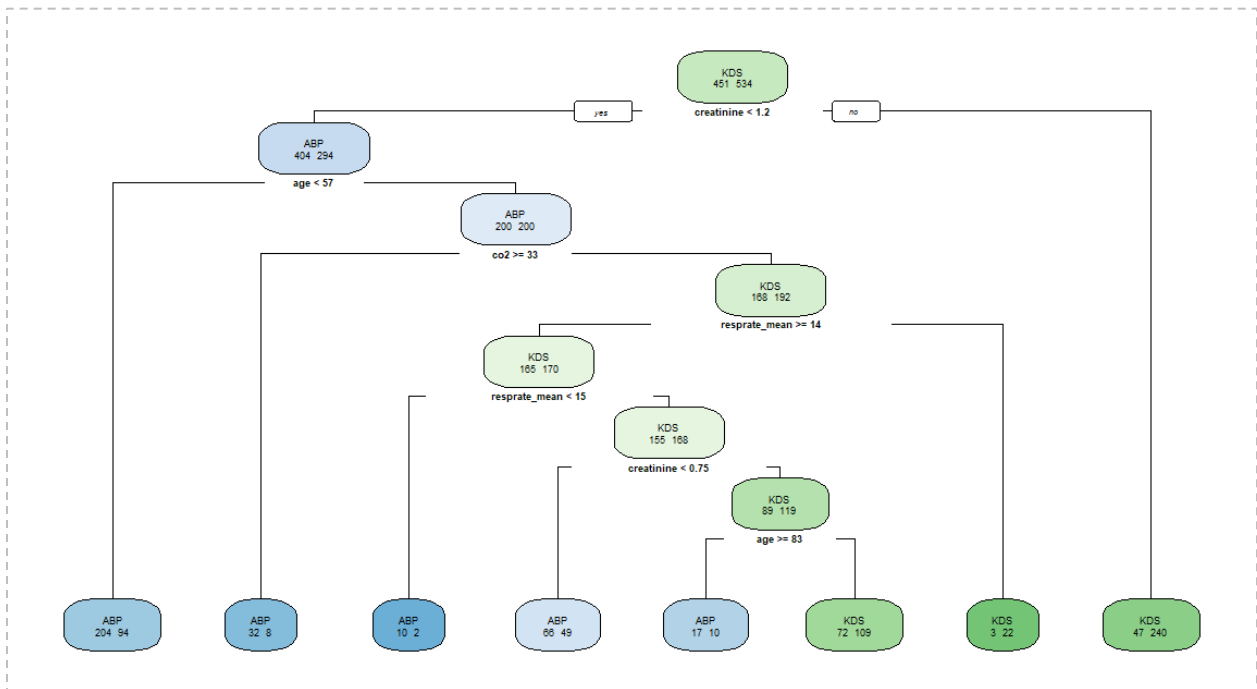 KDS
451 534
yes
creatinine < 1.2
no
ABP
404 294
age < 57
ABP
200 200
co2 >= 33
KDS
168 192
resprate_mean >= 14
KDS
165 170
resprate_mean < 15
KDS
155 168
creatinine < 0.75
KDS
89 119
age >= 83
ABP
204 94
ABP
32 8
ABP
10 2
ABP
66 49
ABP
17 10
KDS
72 109
KDS
3 22
KDS
47 240